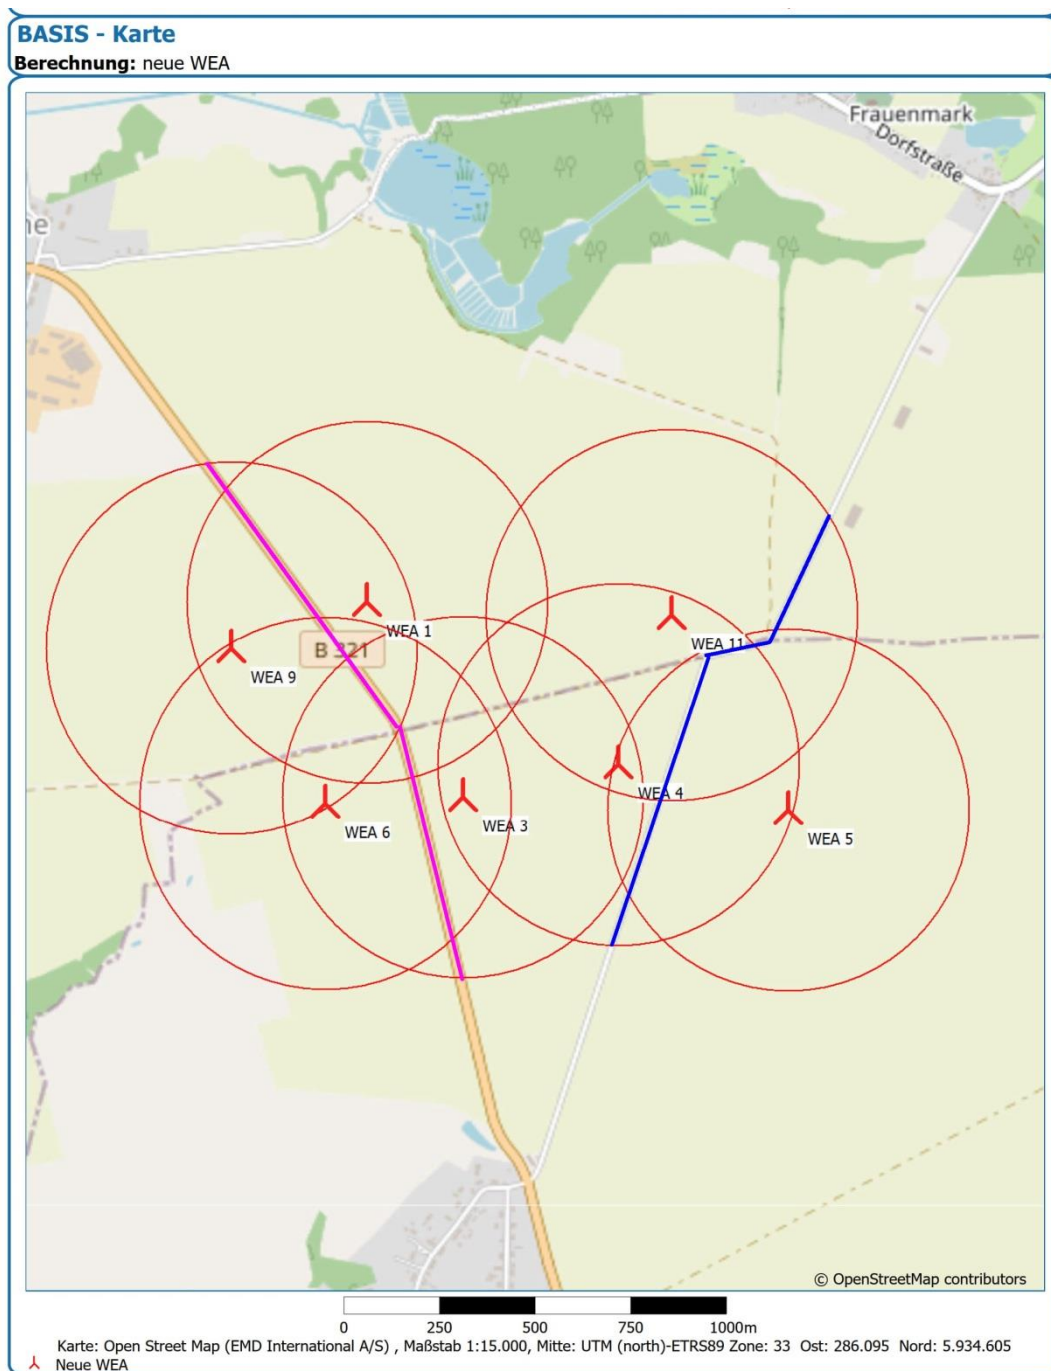 BASIS - Karte
Berechnung: neue WEA
Frauenmark
Dorfstraße
WEA 1
WEA 11
B 321
WEA 9
WEA 4
WEA 6
WEA 3
WEA 5
© OpenStreetMap contributors
0 250 500 750 1000m
Karte: Open Street Map (EMD International A/S) , Maßstab 1:15.000, Mitte: UTM (north)-ETRS89 Zone: 33 Ost: 286.095 Nord: 5.934.605
Neue WEA